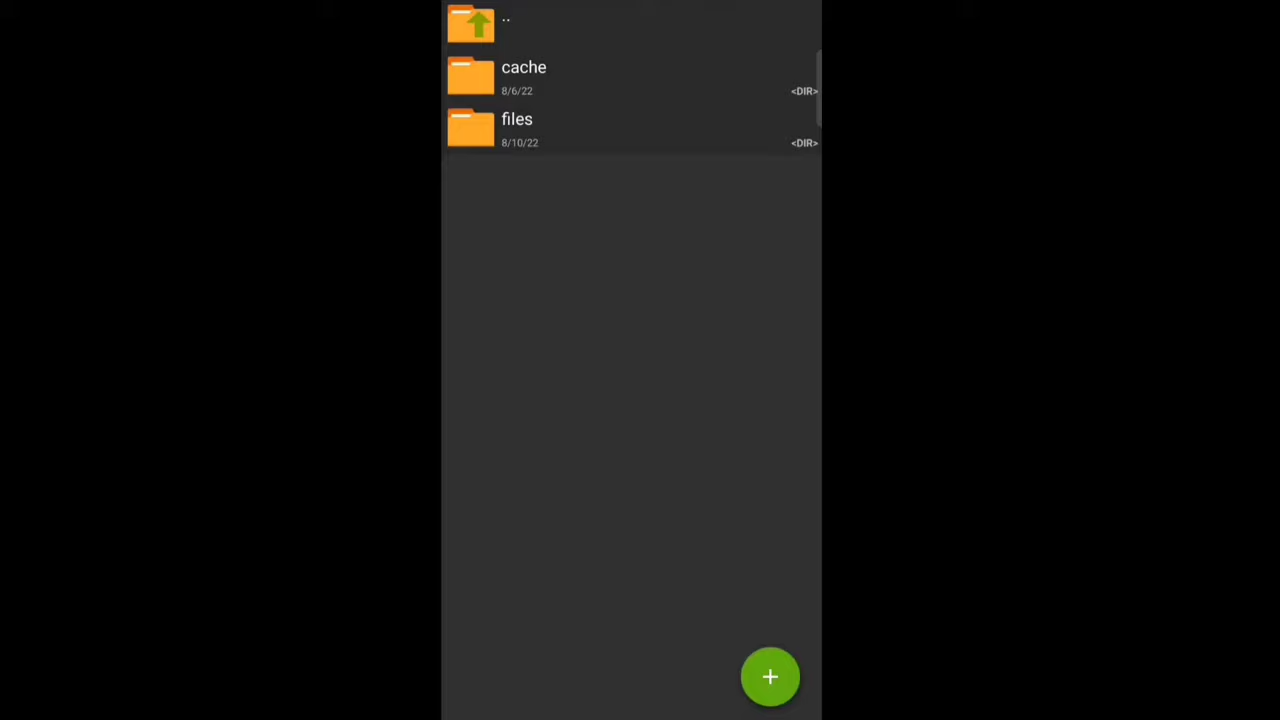 ..
cache
8/6/22 <DIR>
files
8/10/22 <DIR>
+